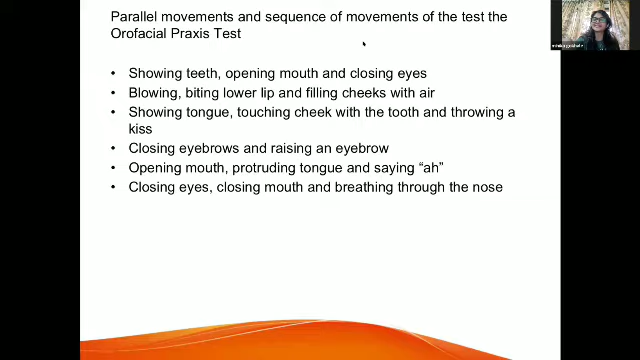 Parallel movements and sequence of movements of the test the
Orofacial Praxis Test
• Showing teeth, opening mouth and closing eyes
• Blowing, biting lower lip and filling cheeks with air
• Showing tongue, touching cheek with the tooth and throwing a
kiss
• Closing eyebrows and raising an eyebrow
• Opening mouth, protruding tongue and saying “ah”
• Closing eyes, closing mouth and breathing through the nose